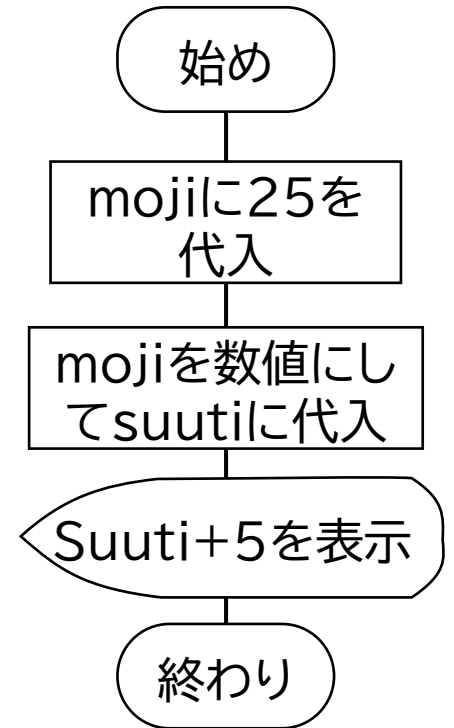 始め
mojiに25を
代入
mojiを数値にし
てsuutiに代入
Suuti+5を表示
終わり